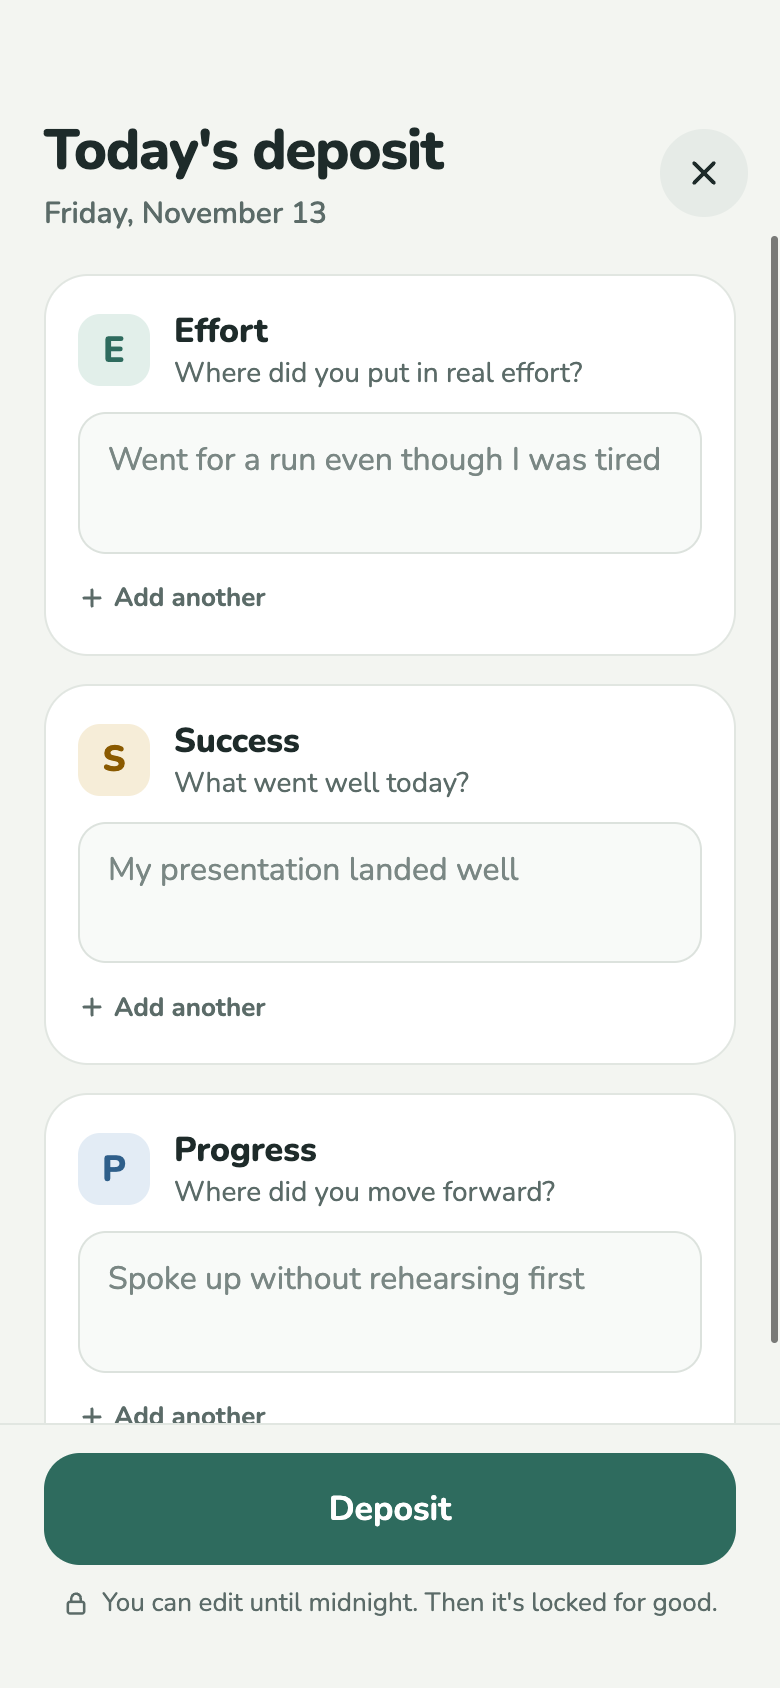 Today's deposit
Friday, November 13
E
Effort
Where did you put in real effort?
Went for a run even though I was tired
+ Add another
S
Success
What went well today?
My presentation landed well
+ Add another
P
Progress
Where did you move forward?
Spoke up without rehearsing first
+ Add another
Deposit
You can edit until midnight. Then it's locked for good.